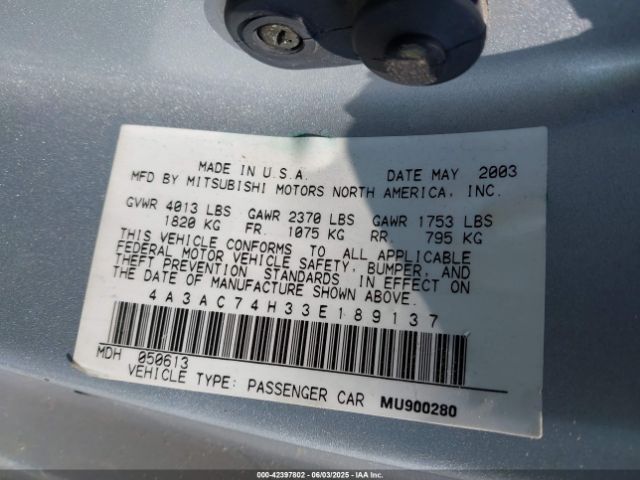 MADE IN U.S.A. DATE MAY 2003
MFD BY MITSUBISHI MOTORS NORTH AMERICA, INC.
GVWR 4013 LBS GAWR 2370 LBS GAWR 1753 LBS
1820 KG FR. 1075 KG RR. 795 KG
THIS VEHICLE CONFORMS TO ALL APPLICABLE
FEDERAL MOTOR VEHICLE SAFETY, BUMPER, AND
THEFT PREVENTION STANDARDS IN EFFECT ON
THE DATE OF MANUFACTURE SHOWN ABOVE.
4A3AC74H33E189137
MDH 050613
VEHICLE TYPE: PASSENGER CAR MU900280
000-42397802 - 06/03/2025 - IAA Inc.